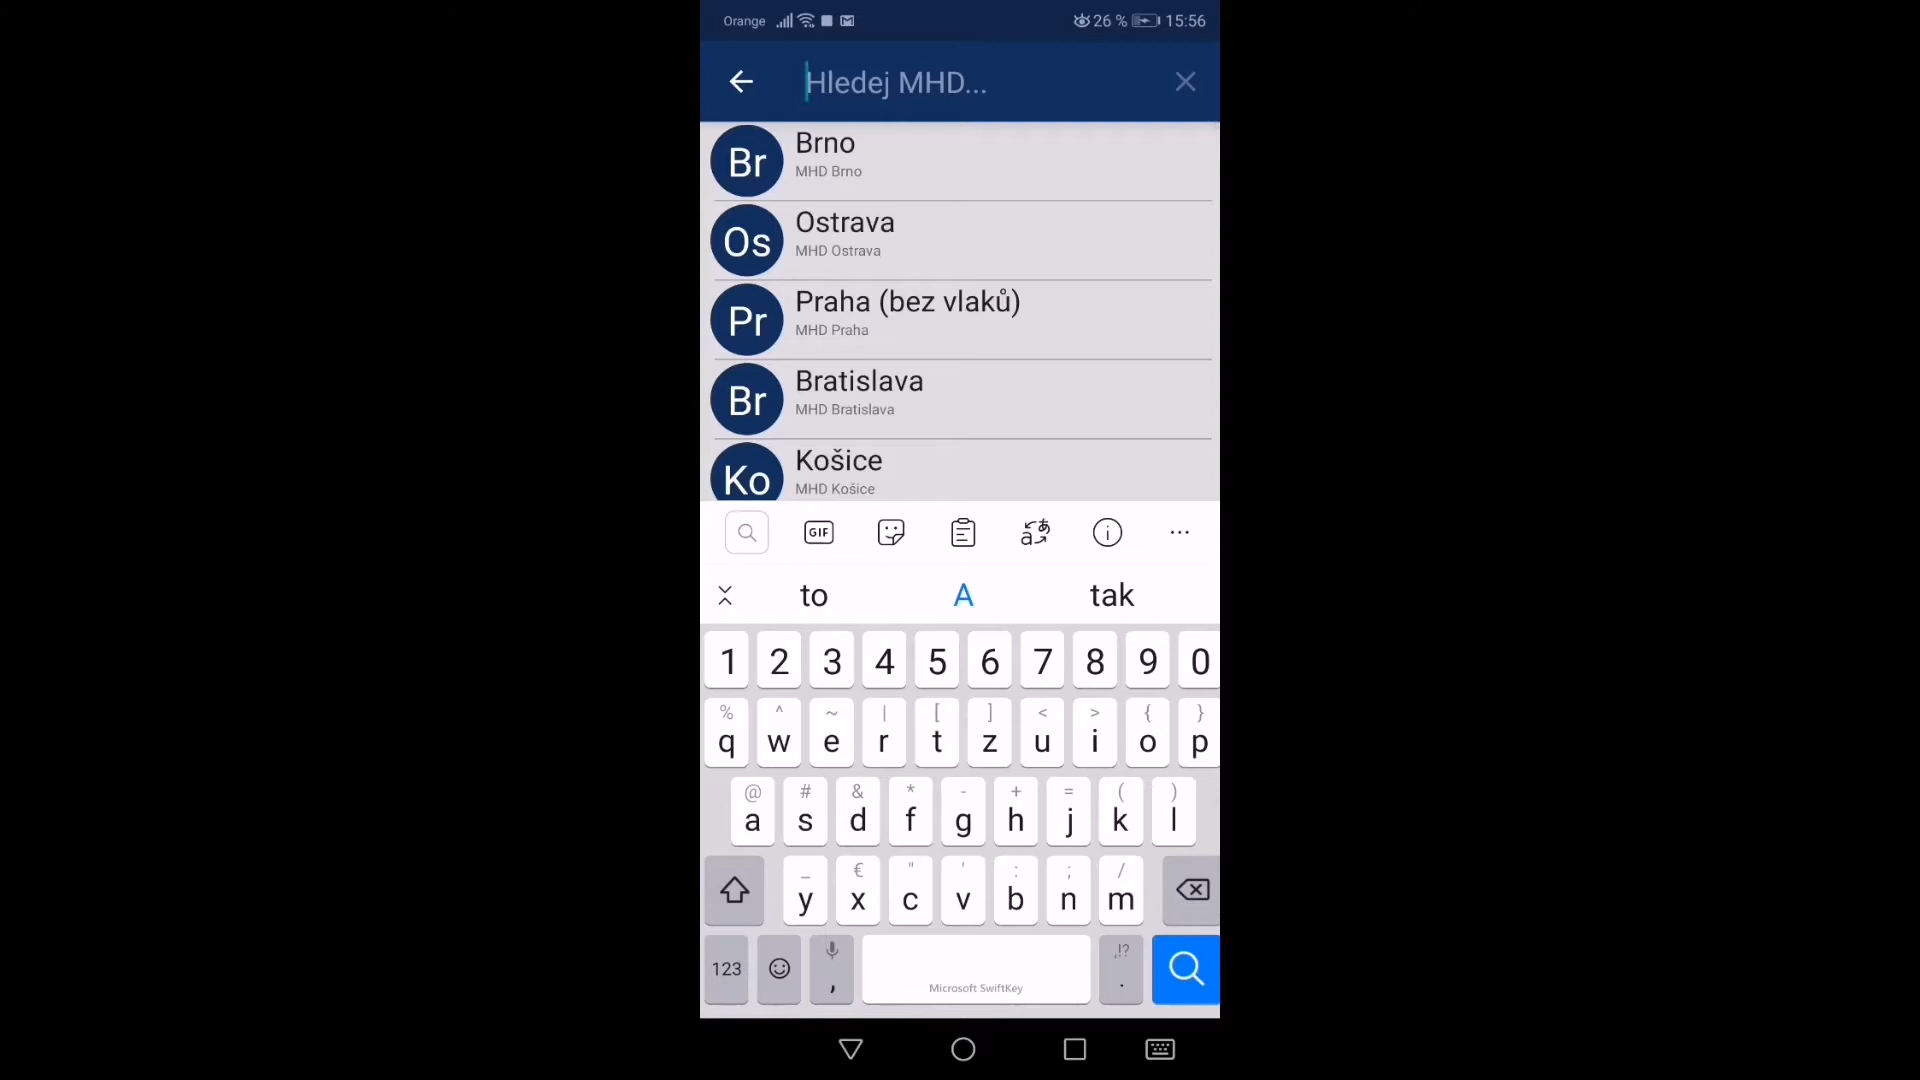 Orange 26 % 15:56
Hledej MHD...
Br Brno
MHD Brno
Os Ostrava
MHD Ostrava
Pr Praha (bez vlaků)
MHD Praha
Br Bratislava
MHD Bratislava
Ko Košice
MHD Košice
GIF aあ i ...
to A tak
1 2 3 4 5 6 7 8 9 0
% ^ ~ | [ ] < > { }
q w e r t z u i o p
@ # & * - + = ( )
a s d f g h j k l
_ € " ' : ; /
y x c v b n m
123 , Microsoft SwiftKey ,!? .